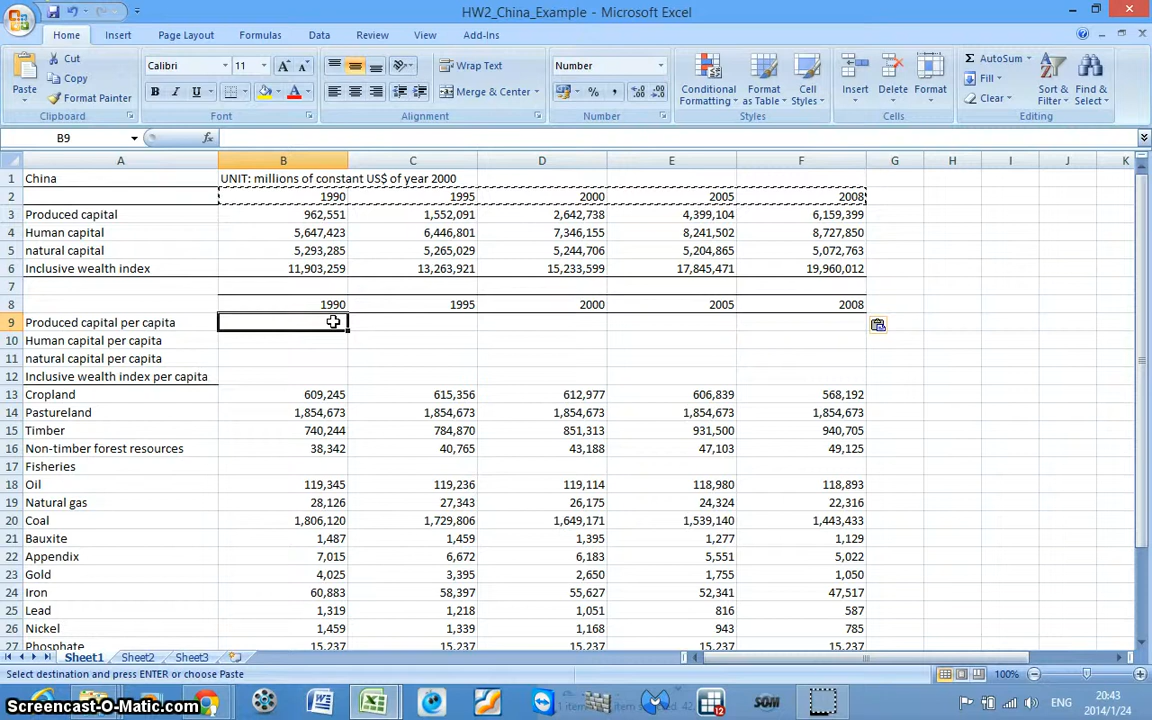 HW2_China_Example - Microsoft Excel
Home Insert Page Layout Formulas Data Review View Add-Ins
Paste Cut Copy Format Painter Clipboard
Calibri 11 B I U A Font
Wrap Text Merge & Center Alignment
Number % , Number
Conditional Formatting Format as Table Cell Styles Styles
Insert Delete Format Cells
Σ AutoSum Fill Clear Sort & Filter Find & Select Editing
B9 fx
A B C D E F G H I J K
1 China UNIT: millions of constant US$ of year 2000
2 1990 1995 2000 2005 2008
3 Produced capital 962,551 1,552,091 2,642,738 4,399,104 6,159,399
4 Human capital 5,647,423 6,446,801 7,346,155 8,241,502 8,727,850
5 natural capital 5,293,285 5,265,029 5,244,706 5,204,865 5,072,763
6 Inclusive wealth index 11,903,259 13,263,921 15,233,599 17,845,471 19,960,012
7
8 1990 1995 2000 2005 2008
9 Produced capital per capita
10 Human capital per capita
11 natural capital per capita
12 Inclusive wealth index per capita
13 Cropland 609,245 615,356 612,977 606,839 568,192
14 Pastureland 1,854,673 1,854,673 1,854,673 1,854,673 1,854,673
15 Timber 740,244 784,870 851,313 931,500 940,705
16 Non-timber forest resources 38,342 40,765 43,188 47,103 49,125
17 Fisheries
18 Oil 119,345 119,236 119,114 118,980 118,893
19 Natural gas 28,126 27,343 26,175 24,324 22,316
20 Coal 1,806,120 1,729,806 1,649,171 1,539,140 1,443,433
21 Bauxite 1,487 1,459 1,395 1,277 1,129
22 Appendix 7,015 6,672 6,183 5,551 5,022
23 Gold 4,025 3,395 2,650 1,755 1,050
24 Iron 60,883 58,397 55,627 52,341 47,517
25 Lead 1,319 1,218 1,051 816 587
26 Nickel 1,459 1,339 1,168 943 785
27 Phosphate 15,237 15,237 15,237 15,237 15,237
Sheet1 Sheet2 Sheet3
Select destination and press ENTER or choose Paste 100%
Screencast-O-Matic.com 12 SOM ENG 20:43
2014/1/24